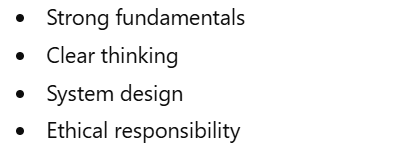 • Strong fundamentals
• Clear thinking
• System design
• Ethical responsibility